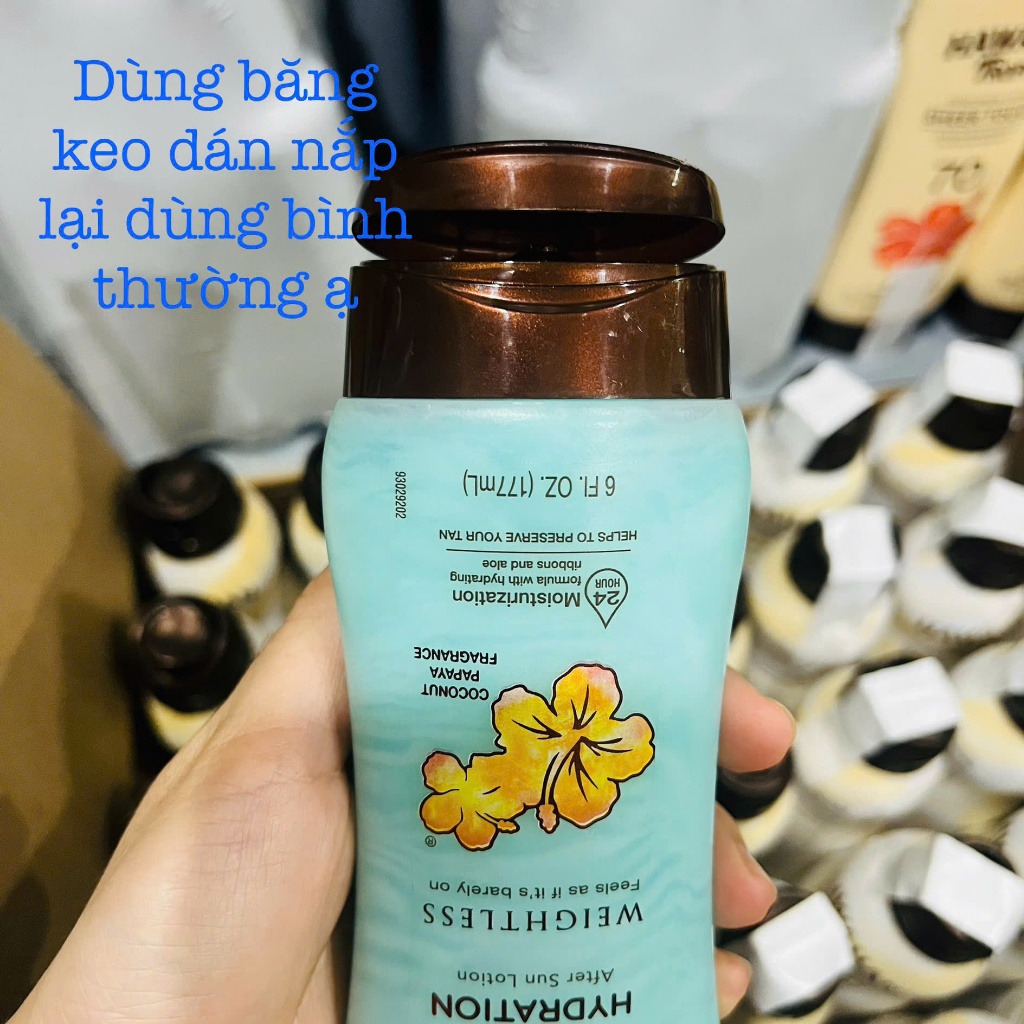 Dùng băng
keo dán nắp
lại dùng bình
thường ạ
HYDRATION
After Sun Lotion
WEIGHTLESS
Feels as if it's barely on
®
COCONUT
PAPAYA
FRAGRANCE
24
HOUR
Moisturization
formula with hydrating
ribbons and aloe
HELPS TO PRESERVE YOUR TAN
6 FL OZ. (177mL)
93029202
70